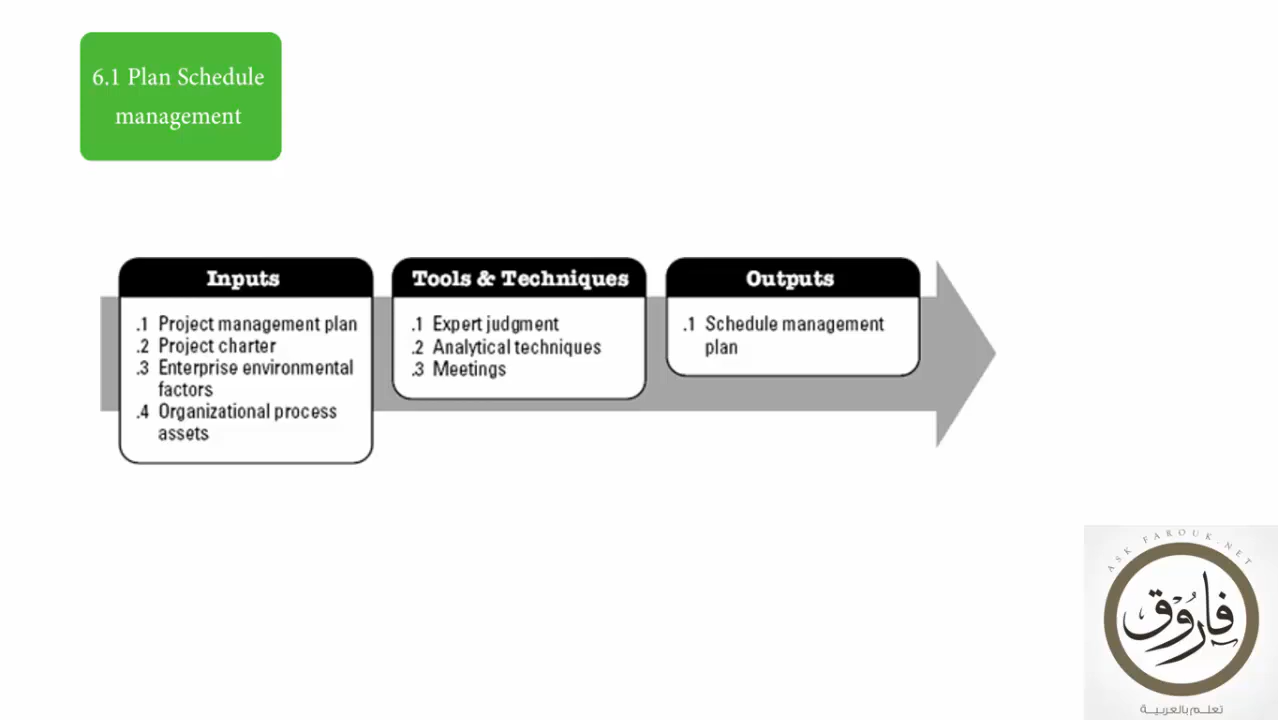 6.1 Plan Schedule
management
Inputs
.1 Project management plan
.2 Project charter
.3 Enterprise environmental
factors
.4 Organizational process
assets
Tools & Techniques
.1 Expert judgment
.2 Analytical techniques
.3 Meetings
Outputs
.1 Schedule management
plan
ASK FAROUK.NET
فاروق
تعلـم بالعربيـة